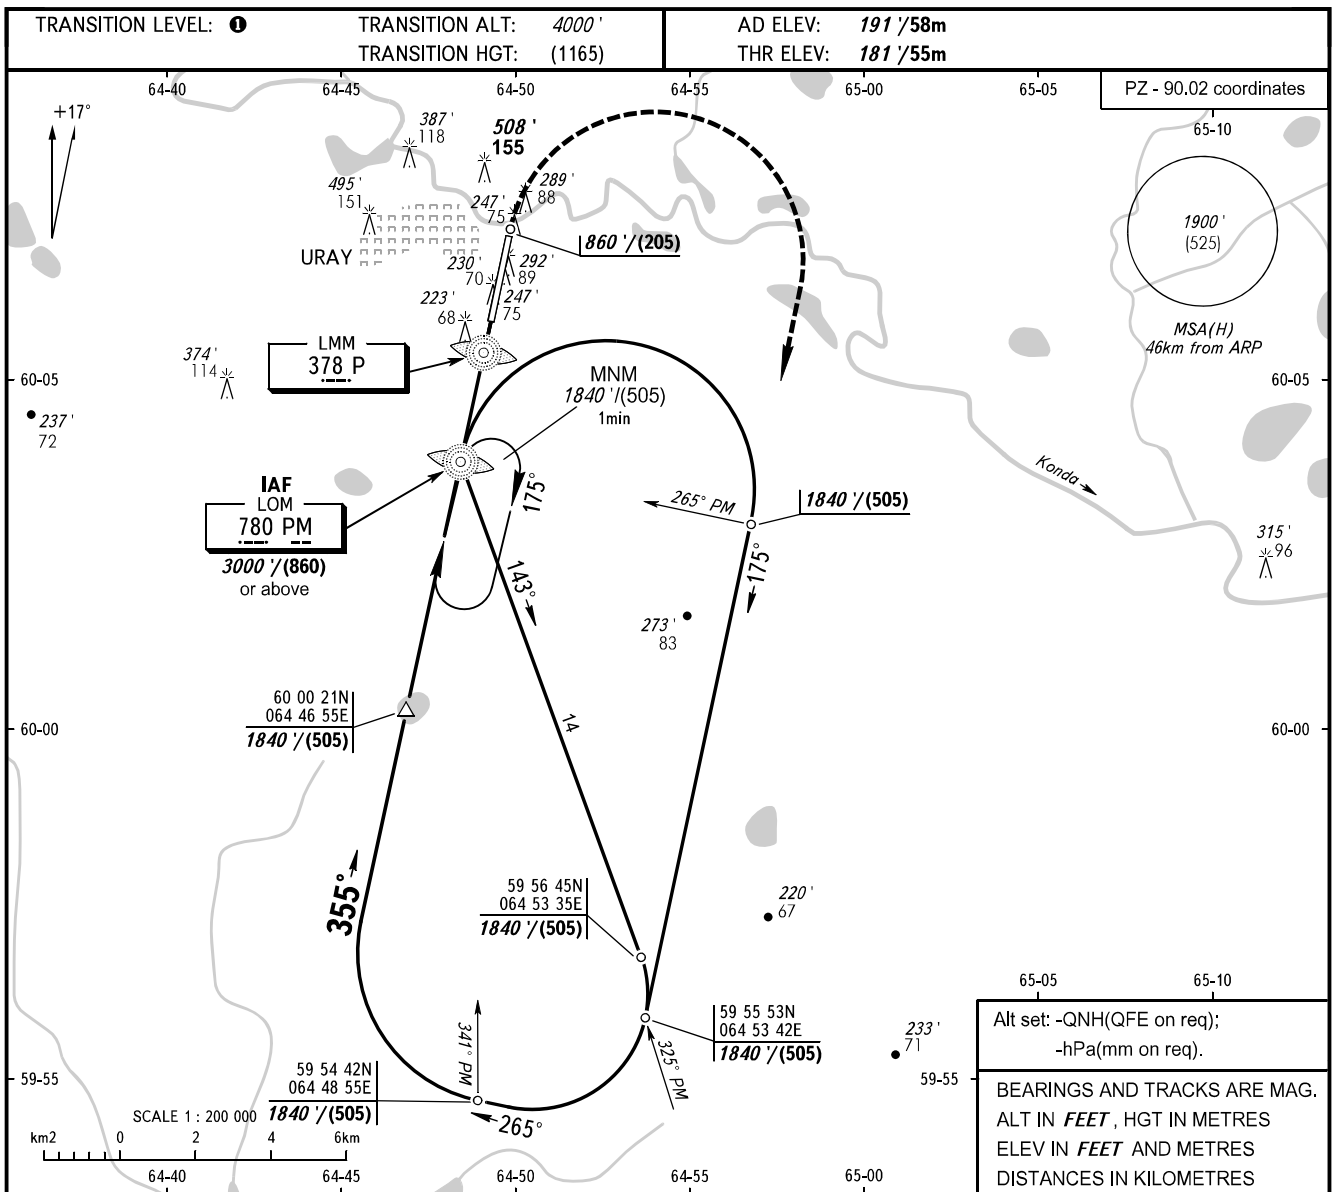 TRANSITION LEVEL: ❶ TRANSITION ALT: 4000 ' AD ELEV: 191 '/58m
TRANSITION HGT: (1165) THR ELEV: 181 '/55m
64-40 64-45 64-50 64-55 65-00 65-05
PZ - 90.02 coordinates
65-10
+17°
387 '
118
508 '
155
495 '
151
289 '
88
247 '
75
1900 '
(525)
URAY
860 '/(205)
230 '
70
292 '
89
223 '
68
247 '
75
MSA(H)
46km from ARP
LMM
378 P
374 '
114
MNM
1840 '/(505)
1min
60-05 60-05
237 '
72
Konda
IAF
LOM
780 PM
3000 '/(860)
or above
175°
265° PM
1840 '/(505)
315 '
96
143°
175°
273 '
83
60 00 21N
064 46 55E
1840 '/(505)
14
60-00 60-00
355°
59 56 45N
064 53 35E
1840 '/(505)
220 '
67
65-05 65-10
59 55 53N
064 53 42E
1840 '/(505)
233 '
71
341° PM
325° PM
59 54 42N
064 48 55E
1840 '/(505)
265°
59-55 59-55
SCALE 1 : 200 000
km2 0 2 4 6km
Alt set: -QNH(QFE on req);
-hPa(mm on req).
BEARINGS AND TRACKS ARE MAG.
ALT IN FEET , HGT IN METRES
ELEV IN FEET AND METRES
DISTANCES IN KILOMETRES
64-40 64-45 64-50 64-55 65-00